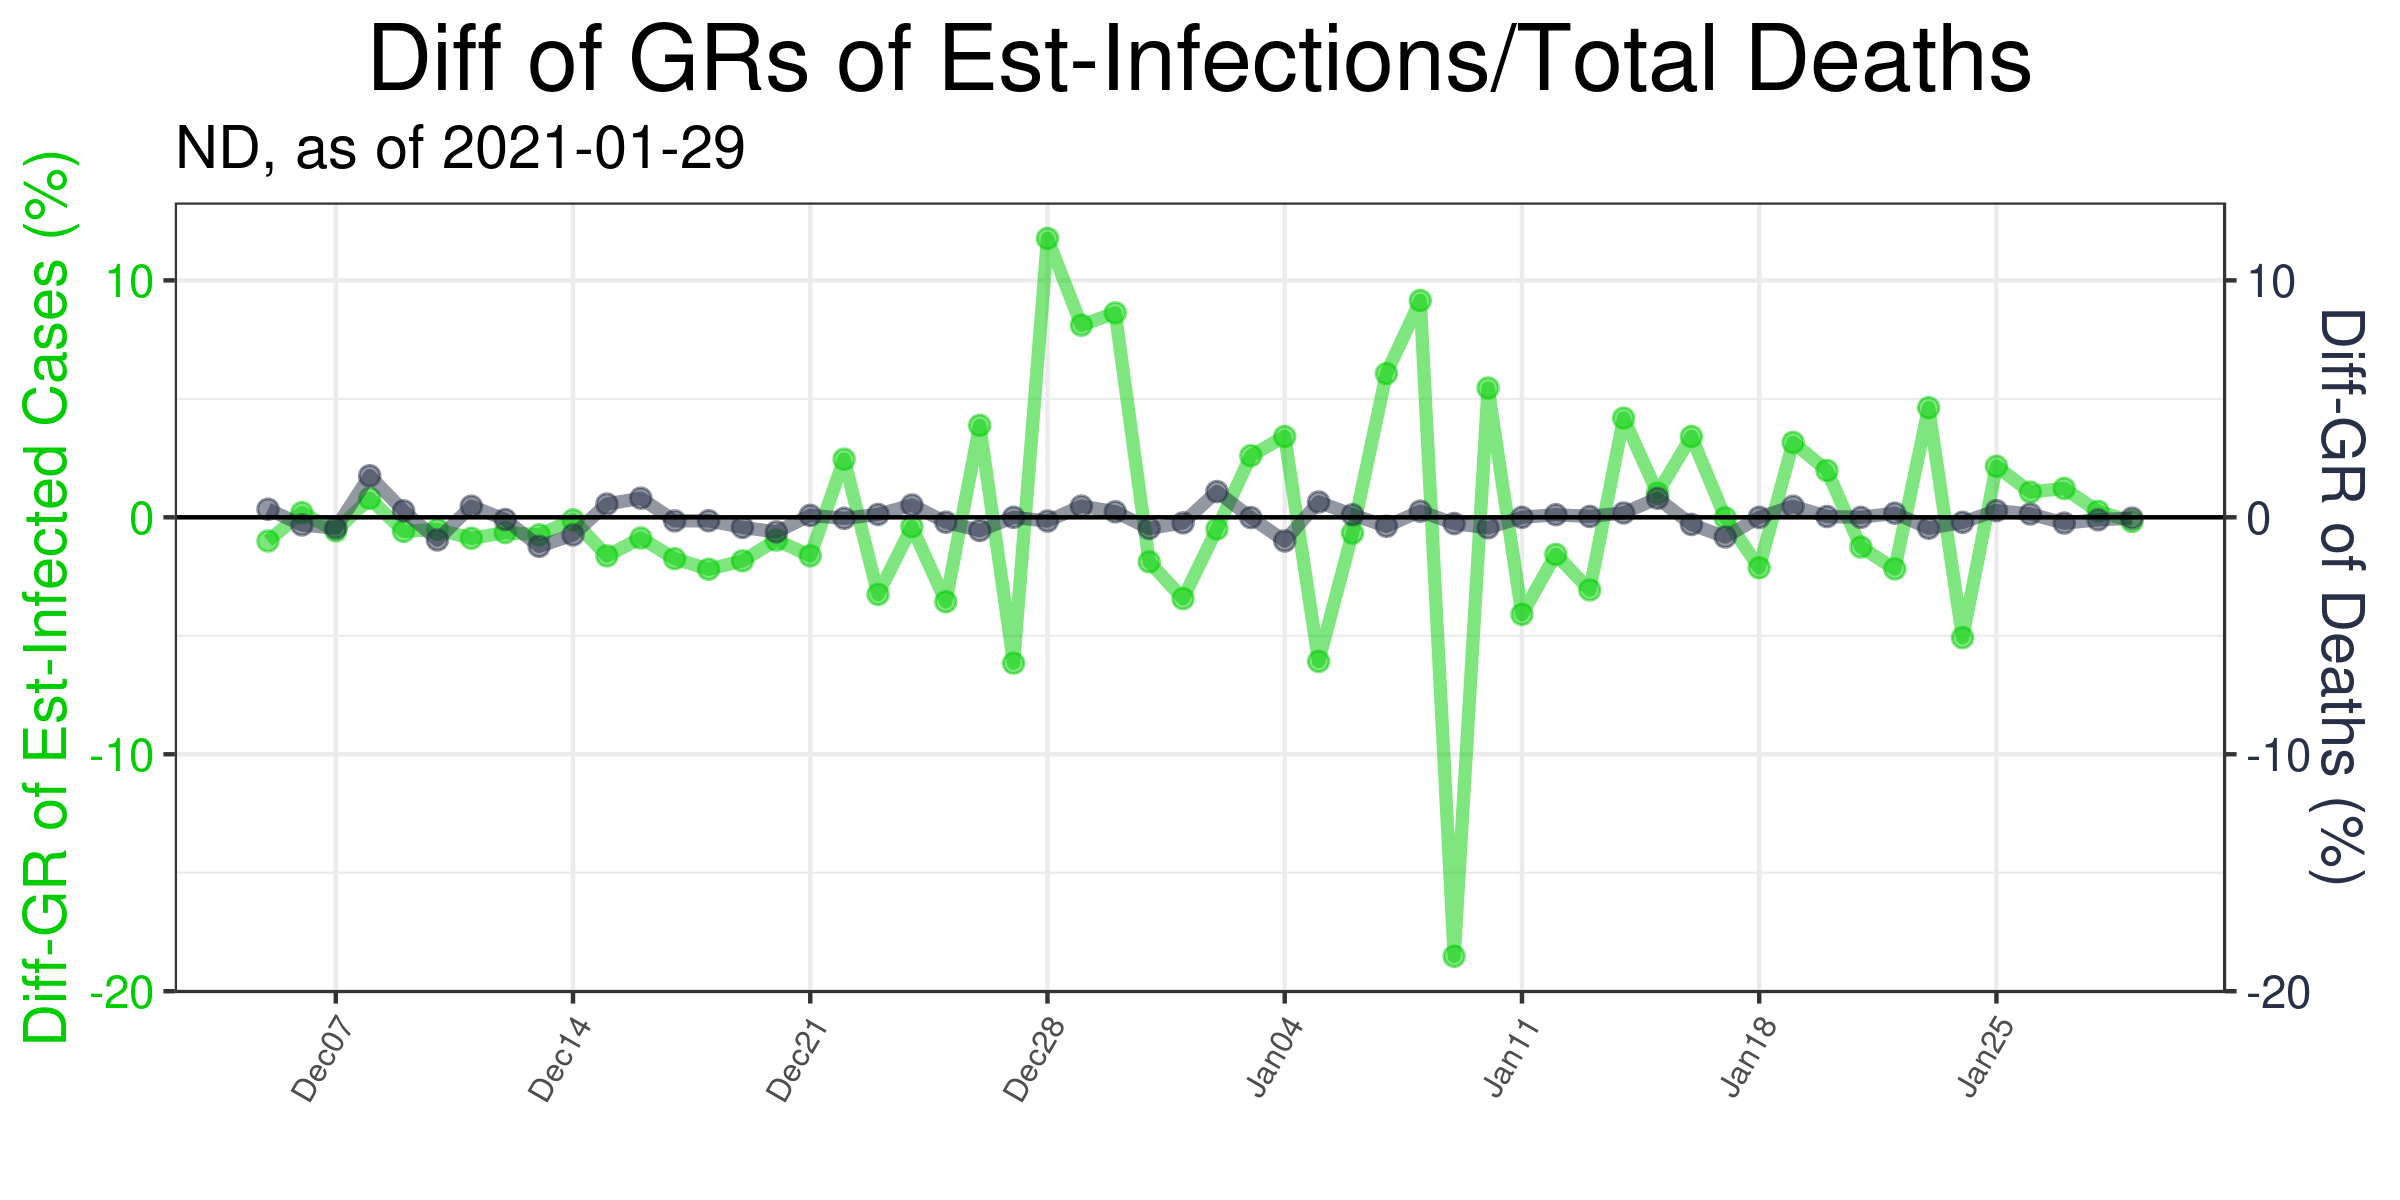 Diff of GRs of Est-Infections/Total Deaths
ND, as of 2021-01-29
Diff-GR of Est-Infected Cases (%)
10
0
-10
-20
10
0
-10
-20
Diff-GR of Deaths (%)
Dec07
Dec14
Dec21
Dec28
Jan04
Jan11
Jan18
Jan25